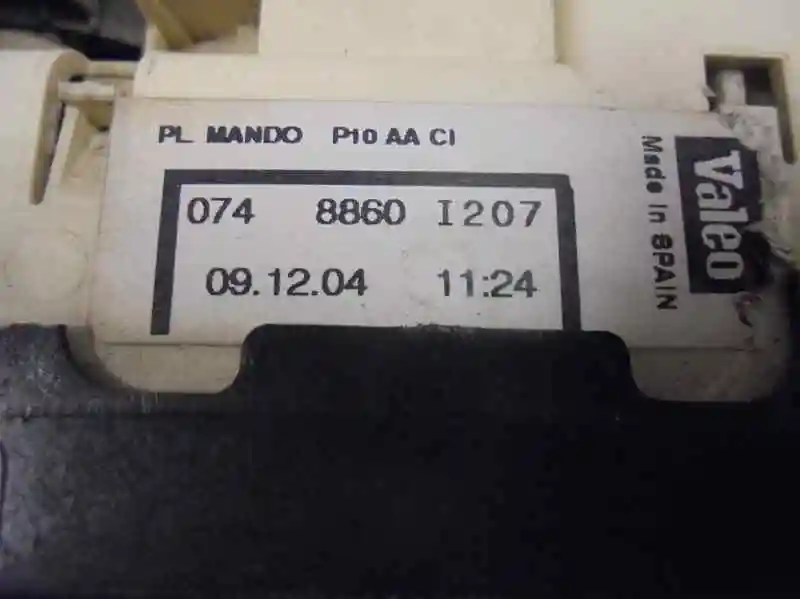 PL. MANDO P10 AA CI
074 8860 I207
09.12.04 11:24
Valeo
Made in SPAIN